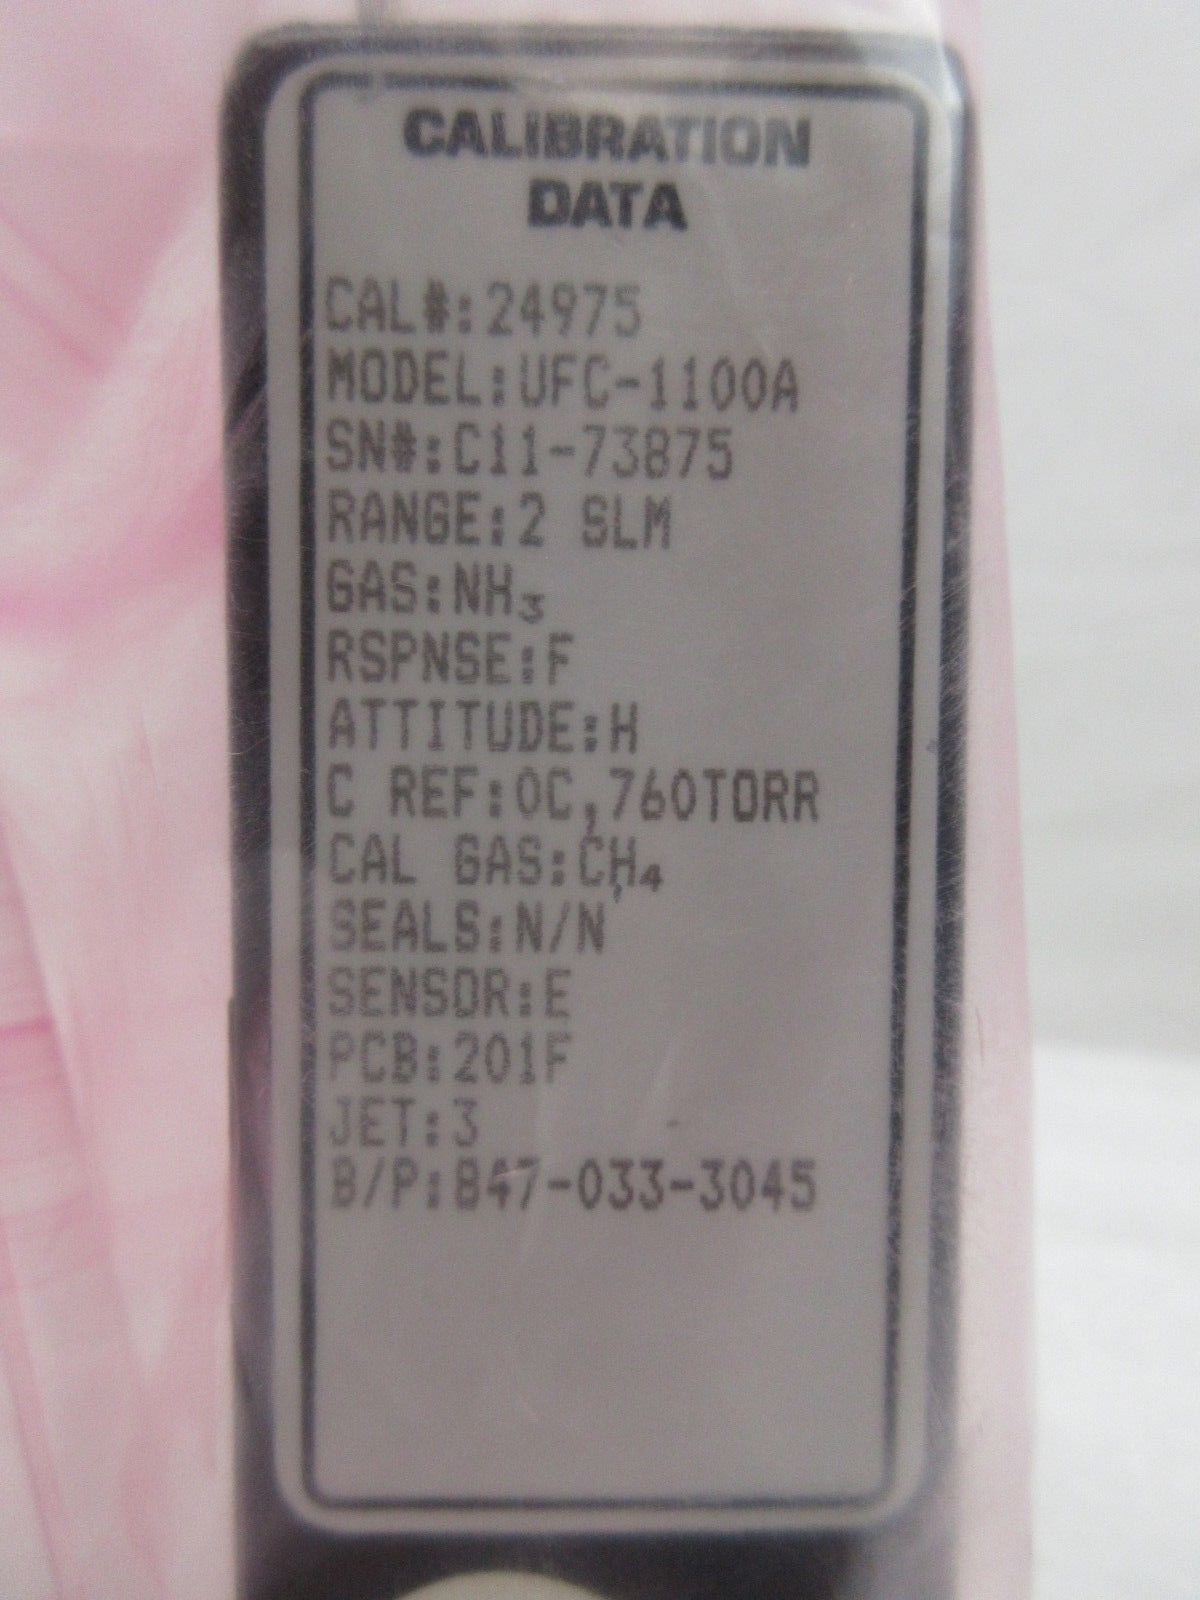 CALIBRATION
DATA
CAL#:24975
MODEL:UFC-1100A
SN#:C11-73875
RANGE:2 SLM
GAS:NH₃
RSPNSE:F
ATTITUDE:H
C REF:0C,760TORR
CAL GAS:CH₄
SEALS:N/N
SENSOR:E
PCB:201F
JET:3
B/P:847-033-3045